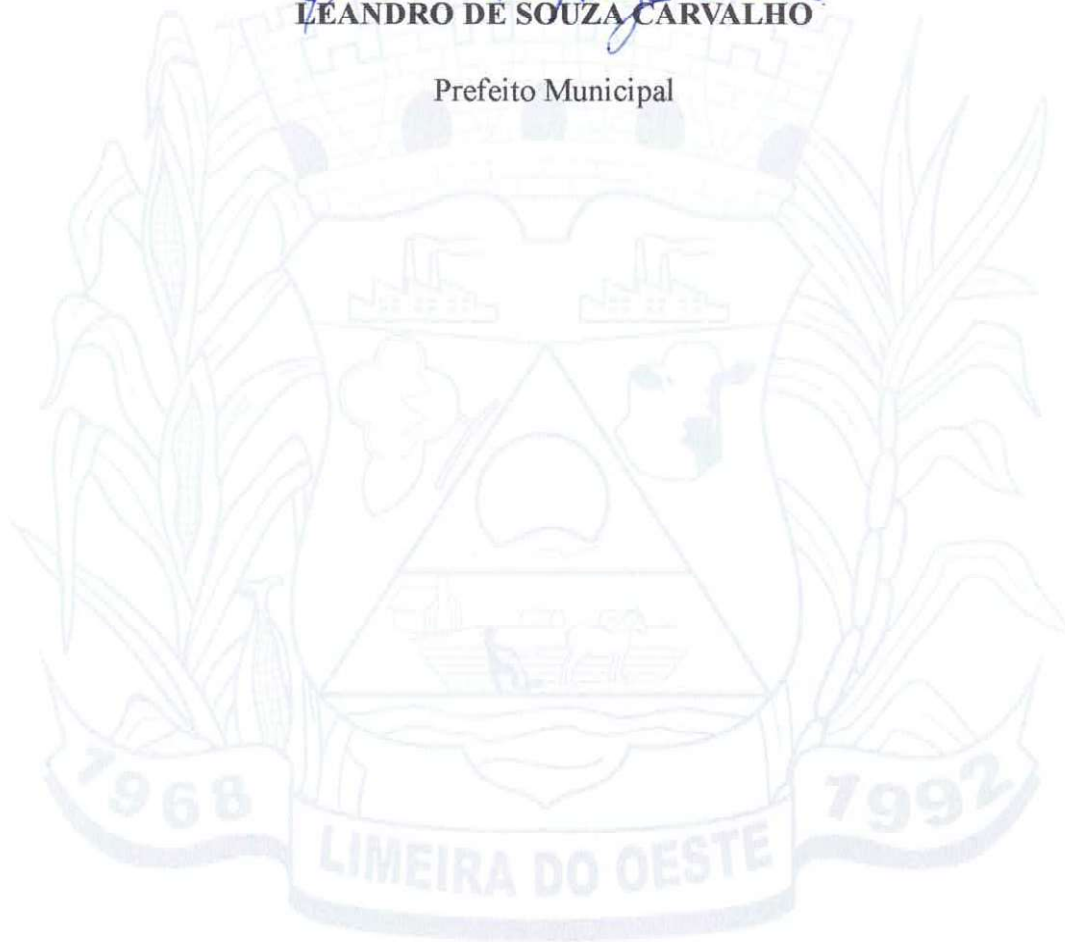 LEANDRO DE SOUZA CARVALHO
Prefeito Municipal
1968
1992
LIMEIRA DO OESTE